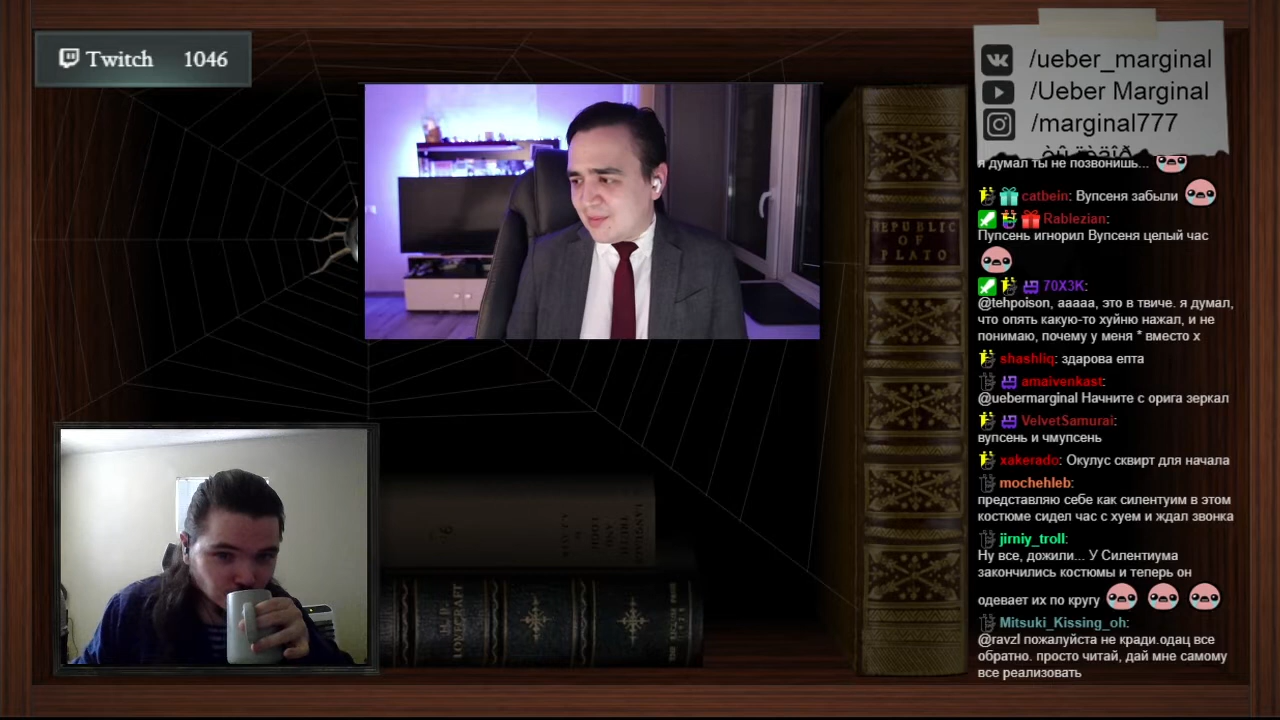 Twitch 1046
/ueber_marginal
/Ueber Marginal
/marginal777
я думал ты не позвонишь...
catbein: Вупсеня забыли
Rablezian:
Пупсень игнорил Вупсеня целый час
70X3K:
@tehpoison, ааааа, это в твиче. я думал,
что опять какую-то хуйню нажал, и не
понимаю, почему у меня * вместо х
shashliq: здарова епта
amaivenkast:
@uebermarginal Начните с орига зеркал
VelvetSamurai:
вупсень и чмупсень
xakerado: Окулус сквирт для начала
mochehleb:
представляю себе как силентуим в этом
костюме сидел час с хуем и ждал звонка
jirniy_troll:
Ну все, дожили... У Силентиума
закончились костюмы и теперь он
одевает их по кругу
Mitsuki_Kissing_oh:
@ravzl пожалуйста не кради.одац все
обратно. просто читай, дай мне самому
все реализовать
REPUBLIC
OF
PLATO
LANGUAGE
TRUTH
AND
LOGIC
H.P.
LOVECRAFT